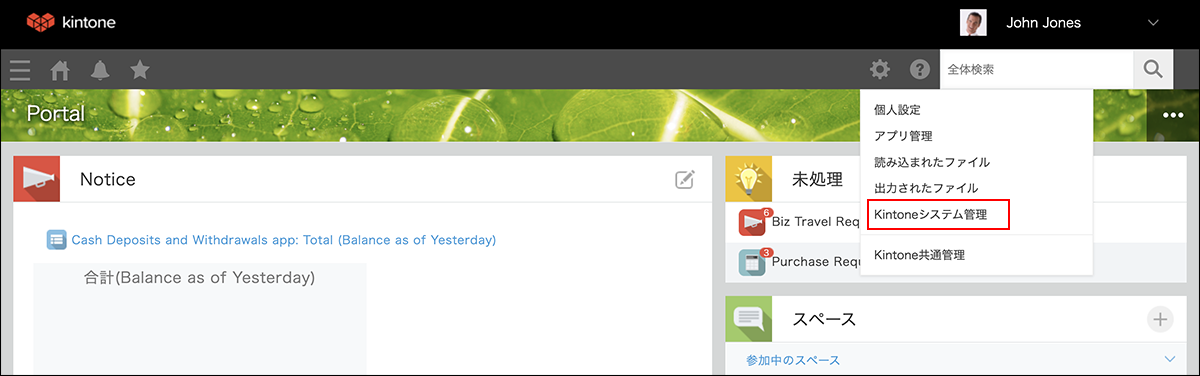 kintone
John Jones
全体検索
Portal
個人設定
アプリ管理
読み込まれたファイル
出力されたファイル
Kintoneシステム管理
Kintone共通管理
Notice
Cash Deposits and Withdrawals app: Total (Balance as of Yesterday)
合計(Balance as of Yesterday)
未処理
6
Biz Travel Req
3
Purchase Requ
スペース
参加中のスペース